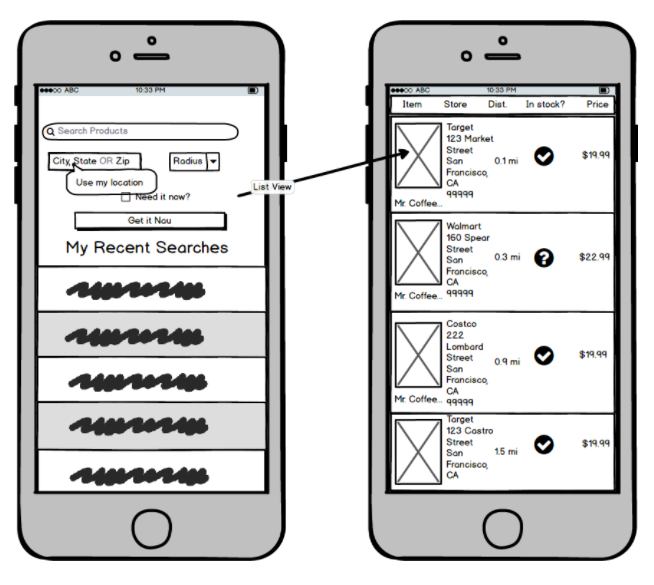 ABC 10:33 PM
Search Products
City, State OR Zip
Radius
Use my location
Need it now?
Get it Nau
My Recent Searches
List View
ABC 10:33 PM
Item Store Dist. In stock? Price
Target
123 Market
Street
San
Francisco,
CA
99999
0.1 mi
$19.99
Mr. Coffee...
Walmart
160 Spear
Street
San
Francisco,
CA
99999
0.3 mi
?
$22.99
Mr. Coffee...
Costco
222
Lombard
Street
San
Francisco,
CA
99999
0.9 mi
$19.99
Mr. Coffee...
Target
123 Castro
Street
San
Francisco,
CA
1.5 mi
$19.99